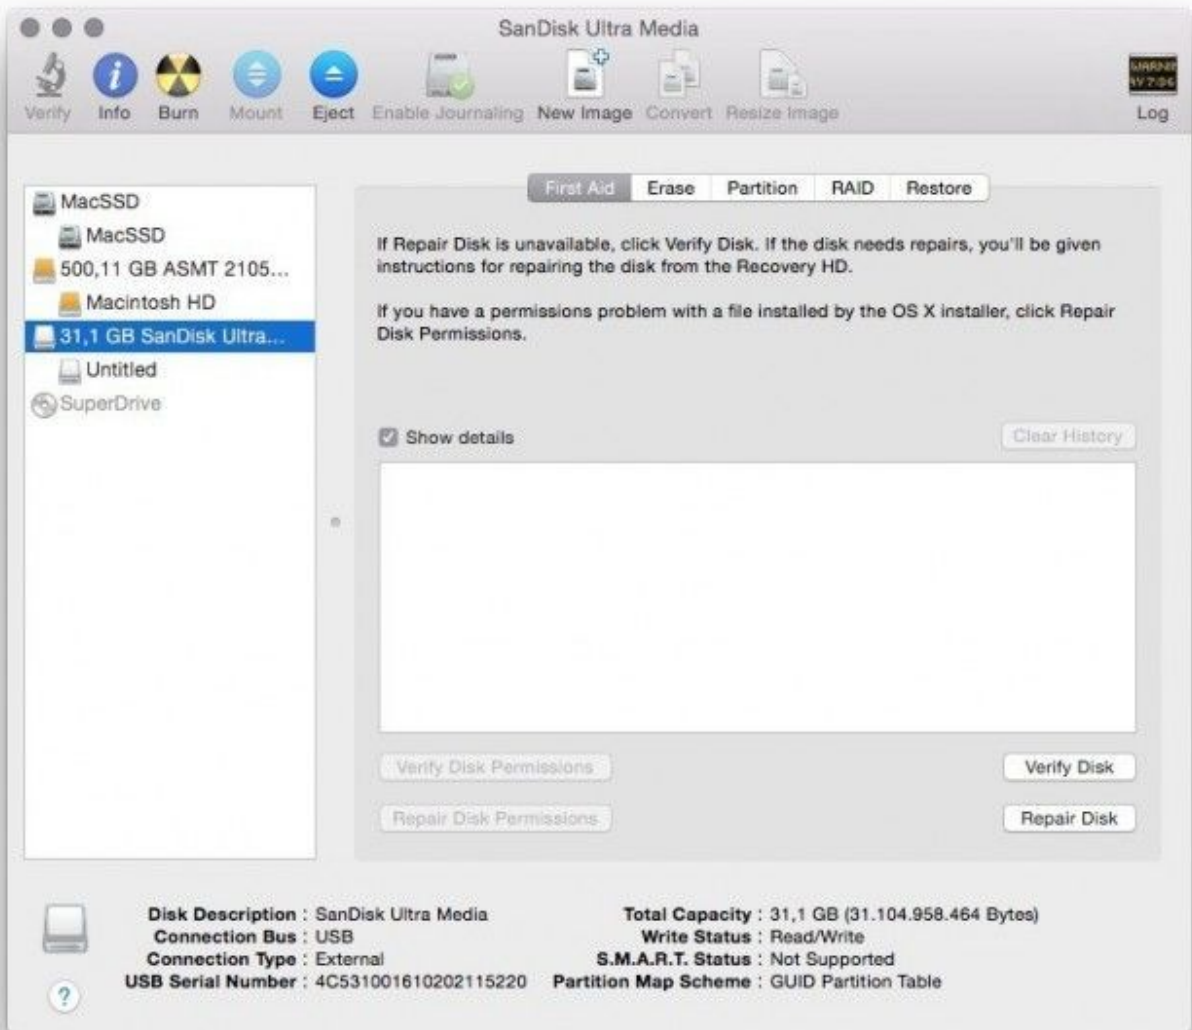 SanDisk Ultra Media
Verify Info Burn Mount Eject Enable Journaling New Image Convert Resize Image Log
WARNI
AY 7:36
First Aid Erase Partition RAID Restore
MacSSD
MacSSD
500,11 GB ASMT 2105...
Macintosh HD
31,1 GB SanDisk Ultra...
Untitled
SuperDrive
If Repair Disk is unavailable, click Verify Disk. If the disk needs repairs, you'll be given
instructions for repairing the disk from the Recovery HD.
If you have a permissions problem with a file installed by the OS X installer, click Repair
Disk Permissions.
Show details Clear History
Verify Disk Permissions Verify Disk
Repair Disk Permissions Repair Disk
Disk Description : SanDisk Ultra Media Total Capacity : 31,1 GB (31.104.958.464 Bytes)
Connection Bus : USB Write Status : Read/Write
Connection Type : External S.M.A.R.T. Status : Not Supported
USB Serial Number : 4C531001610202115220 Partition Map Scheme : GUID Partition Table
?